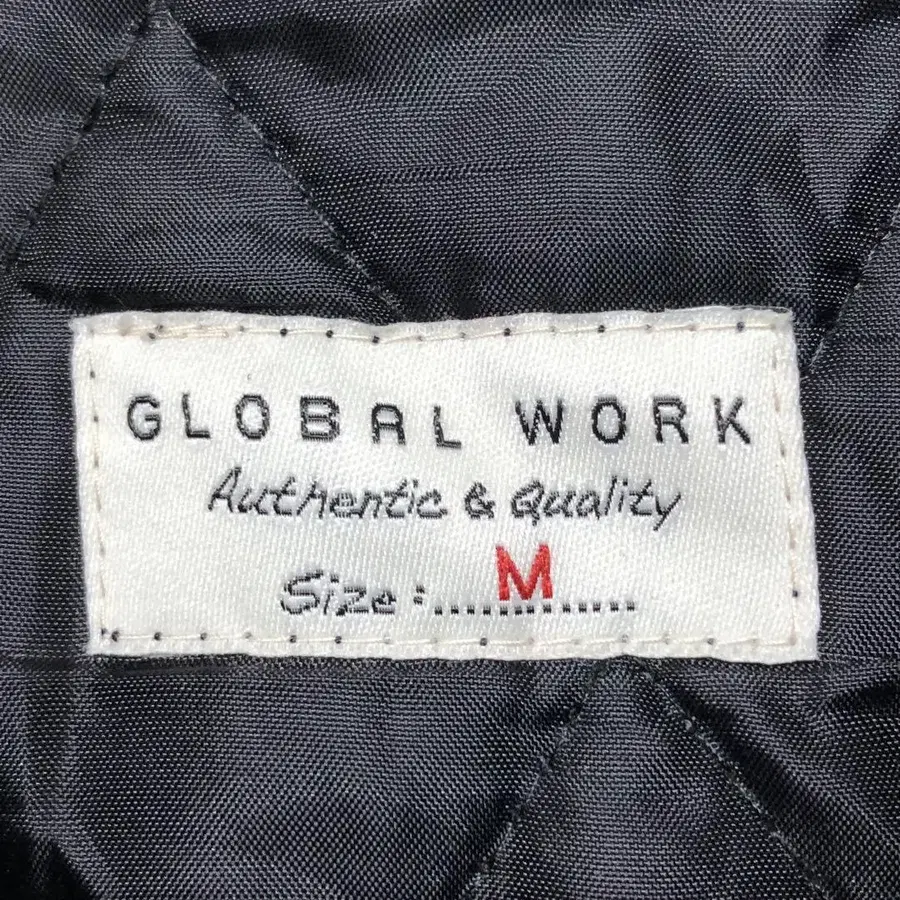 GLOBAL WORK
Authentic & Quality
Size:.....M.....